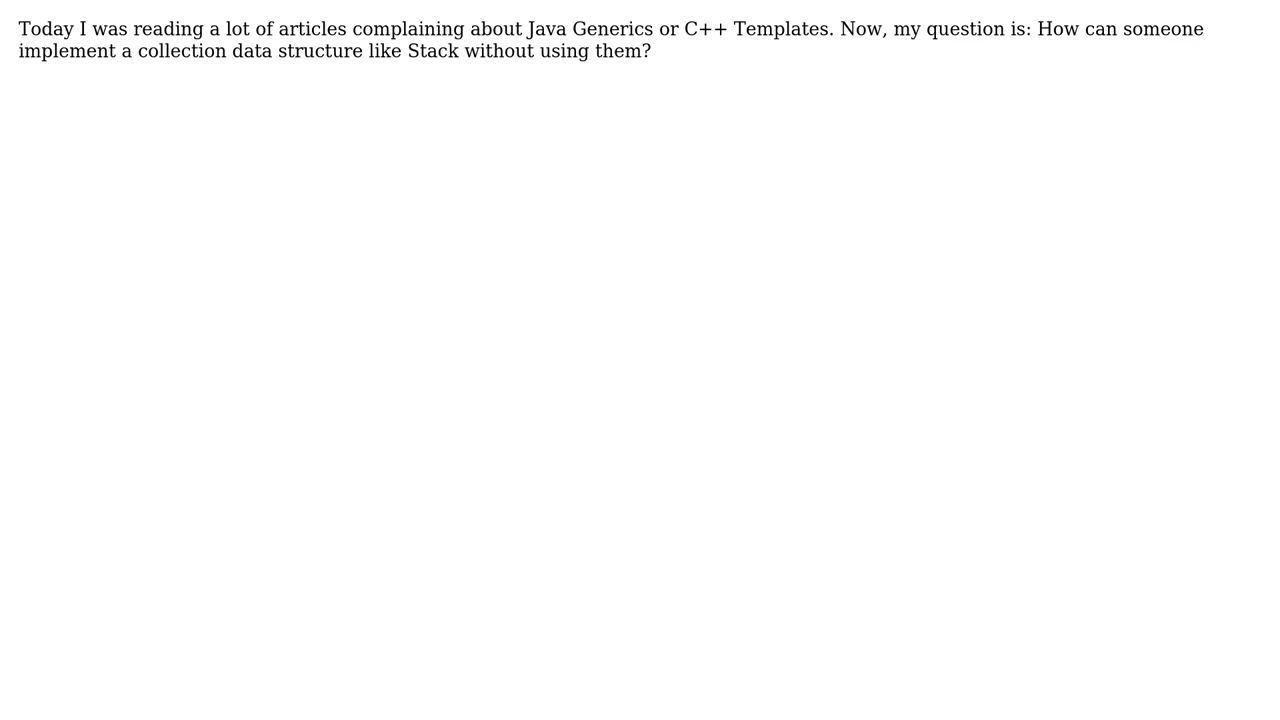 Today I was reading a lot of articles complaining about Java Generics or C++ Templates. Now, my question is: How can someone
implement a collection data structure like Stack without using them?